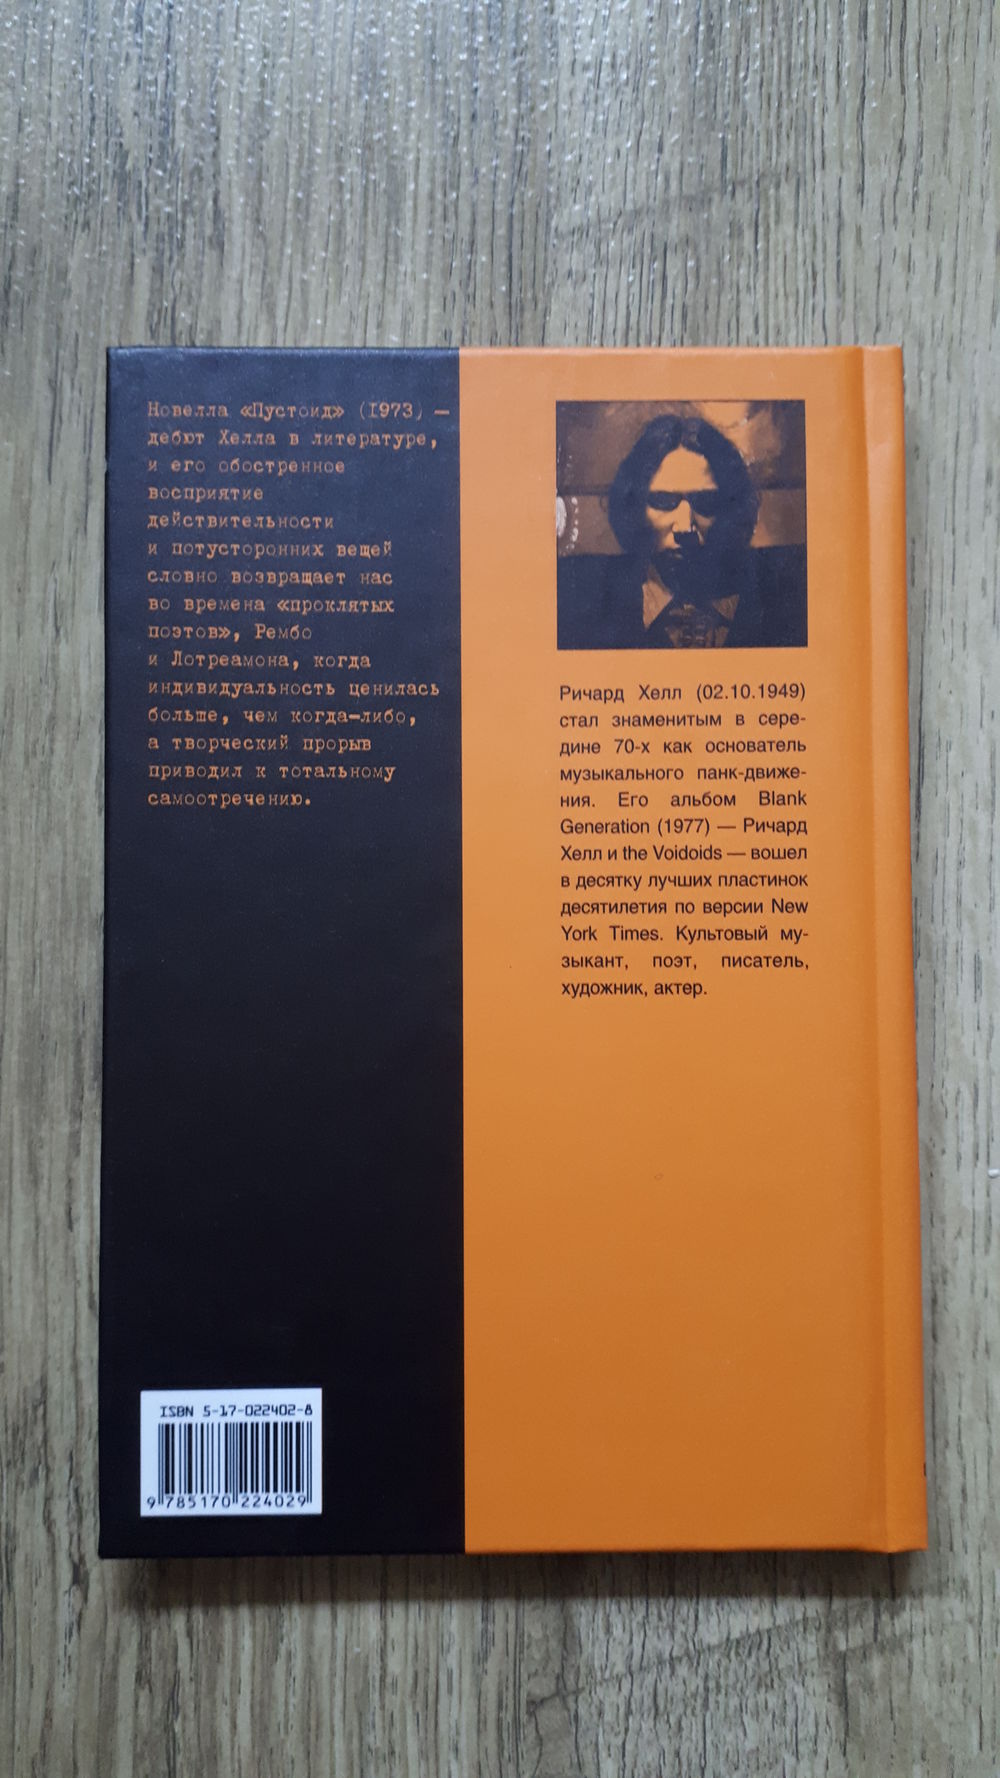 Новелла «Пустоид» (1973) —
дебют Хелла в литературе,
и его обостренное
восприятие
действительности
и потусторонних вещей
словно возвращает нас
во времена «проклятых
поэтов», Рембо
и Лотреамона, когда
индивидуальность ценилась
больше, чем когда-либо,
а творческий прорыв
приводил к тотальному
самоотречению.
Ричард Хелл (02.10.1949)
стал знаменитым в сере-
дине 70-х как основатель
музыкального панк-движе-
ния. Его альбом Blank
Generation (1977) — Ричард
Хелл и the Voidoids — вошел
в десятку лучших пластинок
десятилетия по версии New
York Times. Культовый му-
зыкант, поэт, писатель,
художник, актер.
ISBN 5-17-022402-8
9 785170 224029